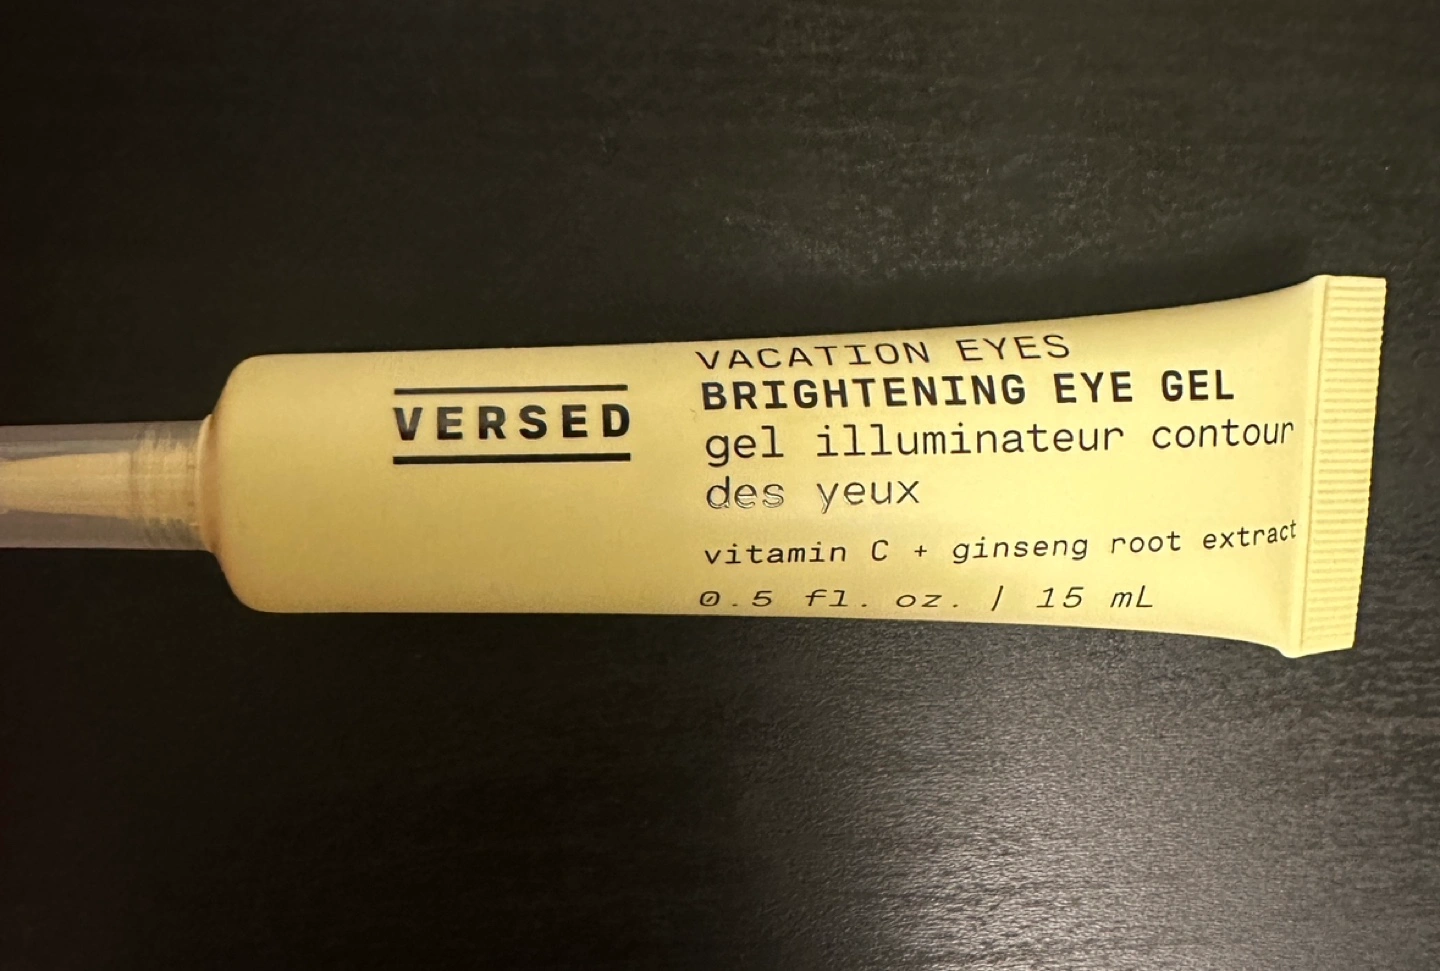 VERSED
VACATION EYES
BRIGHTENING EYE GEL
gel illuminateur contour
des yeux
vitamin C + ginseng root extract
0.5 fl. oz. / 15 mL